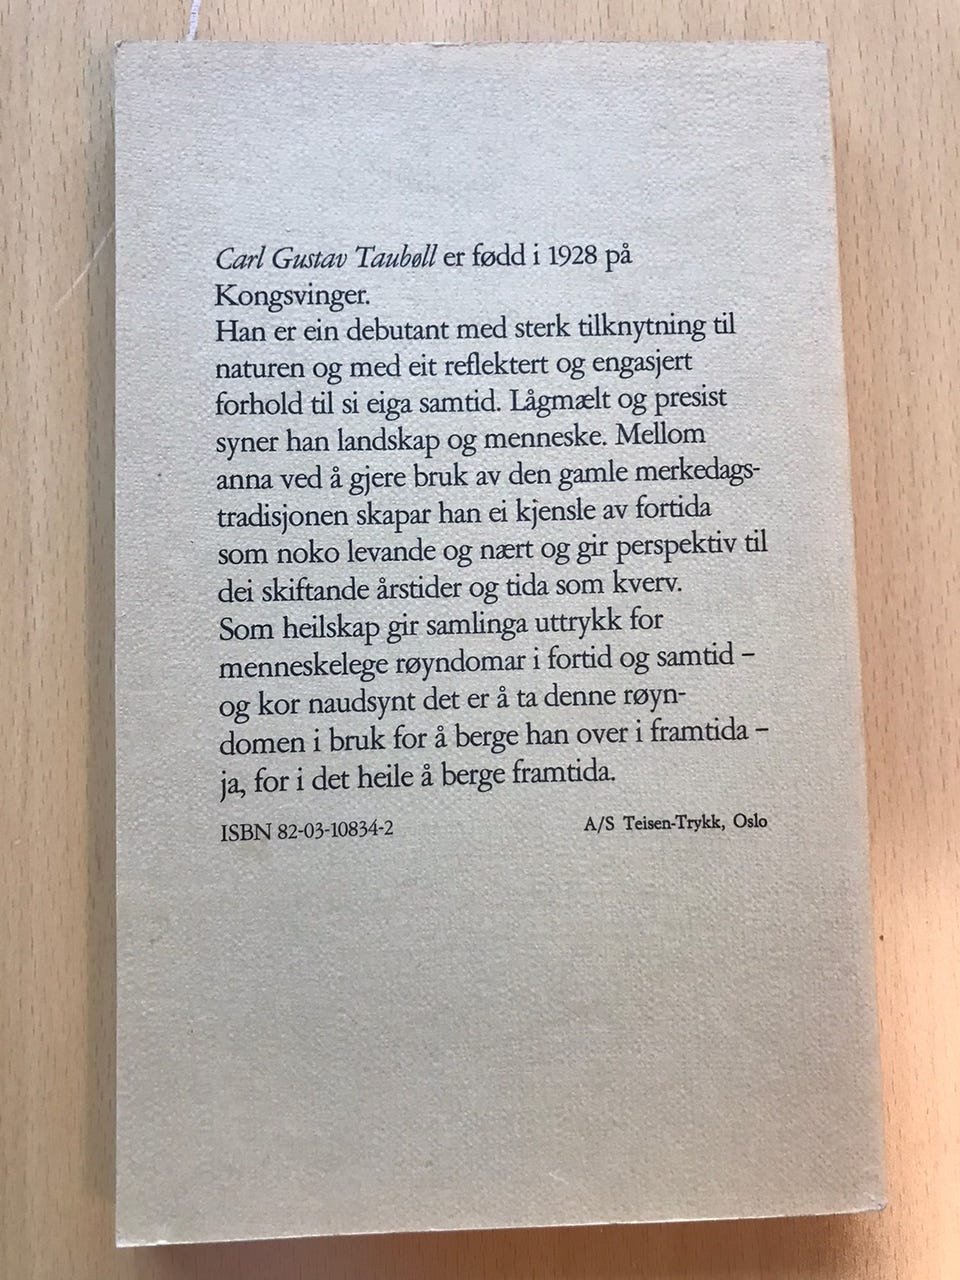 Carl Gustav Taubøll er fødd i 1928 på
Kongsvinger.
Han er ein debutant med sterk tilknytning til
naturen og med eit reflektert og engasjert
forhold til si eiga samtid. Lågmælt og presist
syner han landskap og menneske. Mellom
anna ved å gjere bruk av den gamle merkedags-
tradisjonen skapar han ei kjensle av fortida
som noko levande og nært og gir perspektiv til
dei skiftande årstider og tida som kverv.
Som heilskap gir samlinga uttrykk for
menneskelege røyndomar i fortid og samtid –
og kor naudsynt det er å ta denne røyn-
domen i bruk for å berge han over i framtida –
ja, for i det heile å berge framtida.
ISBN 82-03-10834-2 A/S Teisen-Trykk, Oslo